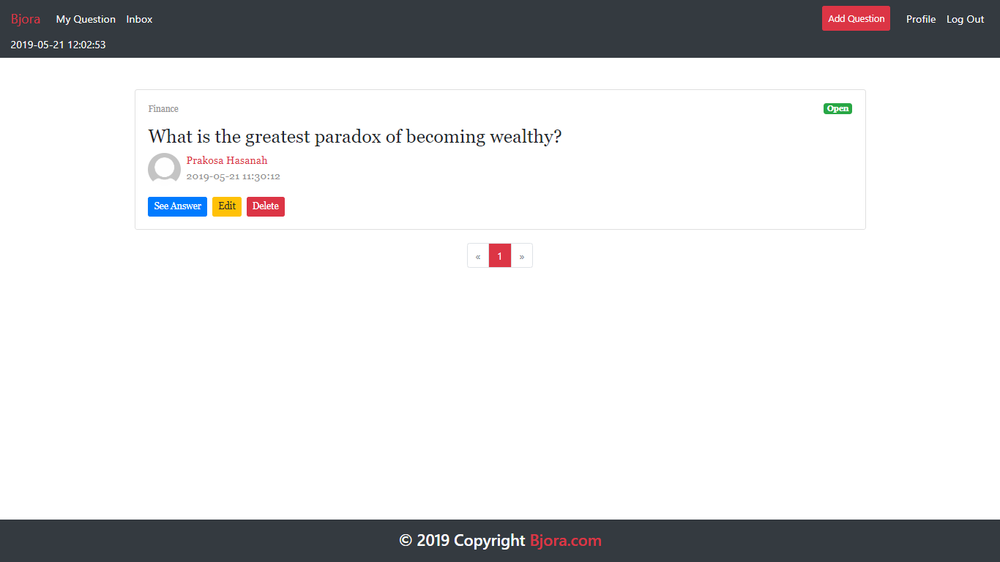 Bjora My Question Inbox Add Question Profile Log Out
2019-05-21 12:02:53
Finance Open
What is the greatest paradox of becoming wealthy?
Prakosa Hasanah
2019-05-21 11:30:12
See Answer Edit Delete
« 1 »
© 2019 Copyright Bjora.com